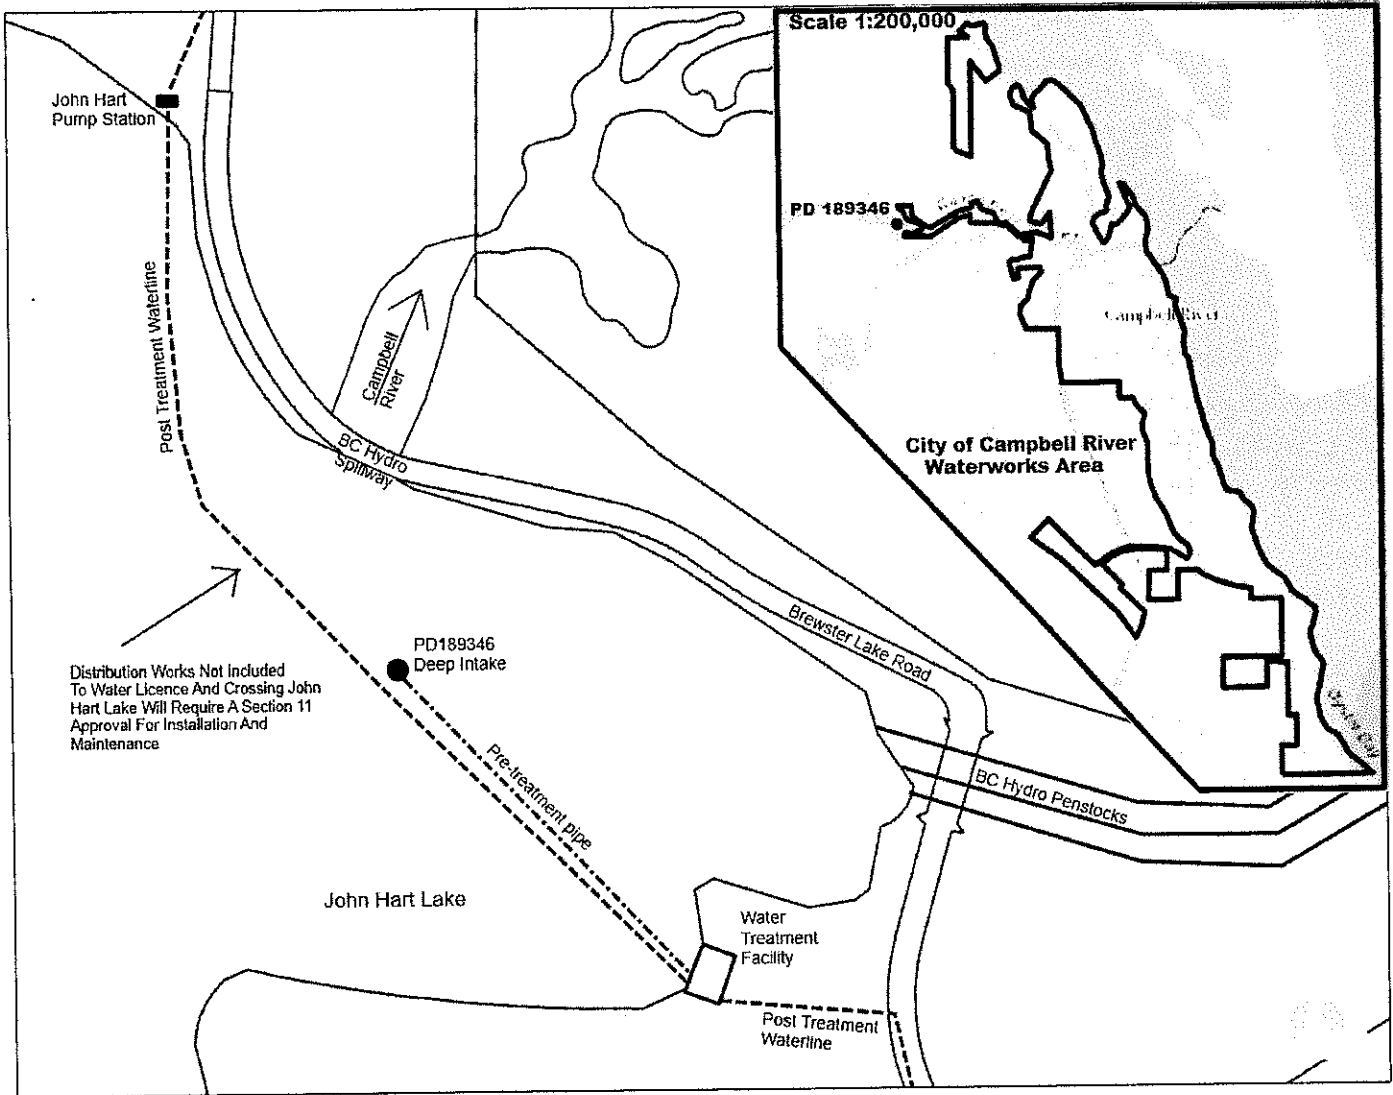 Scale 1:200,000
John Hart
Pump Station
PD 189346
Post Treatment Waterline
Campbell River
Campbell
River
BC Hydro
Spillway
City of Campbell River
Waterworks Area
Brewster Lake Road
PD189346
Deep Intake
Distribution Works Not Included
To Water Licence And Crossing John
Hart Lake Will Require A Section 11
Approval For Installation And
Maintenance
Pre-treatment pipe
BC Hydro Penstocks
John Hart Lake
Water
Treatment
Facility
Post Treatment
Waterline